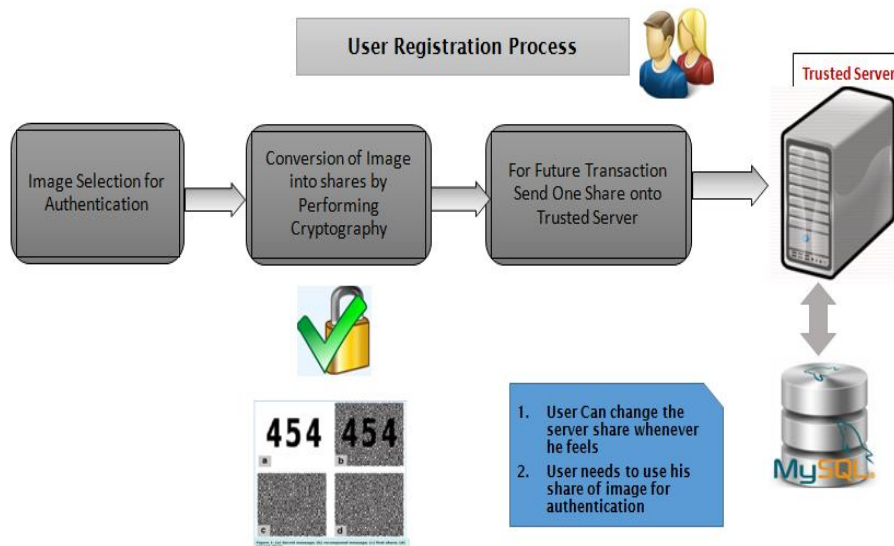 User Registration Process
Trusted Server
Image Selection for
Authentication
Conversion of Image
into shares by
Performing
Cryptography
For Future Transaction
Send One Share onto
Trusted Server
454
a
454
b
c
d
1. User Can change the
server share whenever
he feels
2. User needs to use his
share of image for
authentication
MySQL